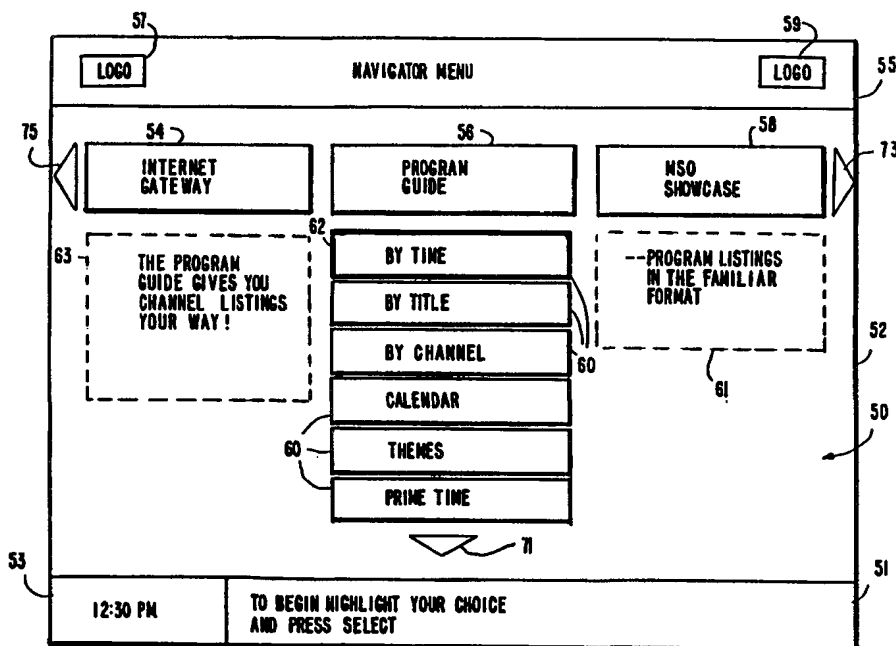 57
59
LOGO
NAVIGATOR MENU
LOGO
55
75
54
56
58
73
INTERNET
GATEWAY
PROGRAM
GUIDE
MSO
SHOWCASE
63
THE PROGRAM
GUIDE GIVES YOU
CHANNEL LISTINGS
YOUR WAY!
62
BY TIME
BY TITLE
BY CHANNEL
CALENDAR
THEMES
PRIME TIME
60
60
--PROGRAM LISTINGS
IN THE FAMILIAR
FORMAT
61
52
50
71
53
51
12:30 PM
TO BEGIN HIGHLIGHT YOUR CHOICE
AND PRESS SELECT